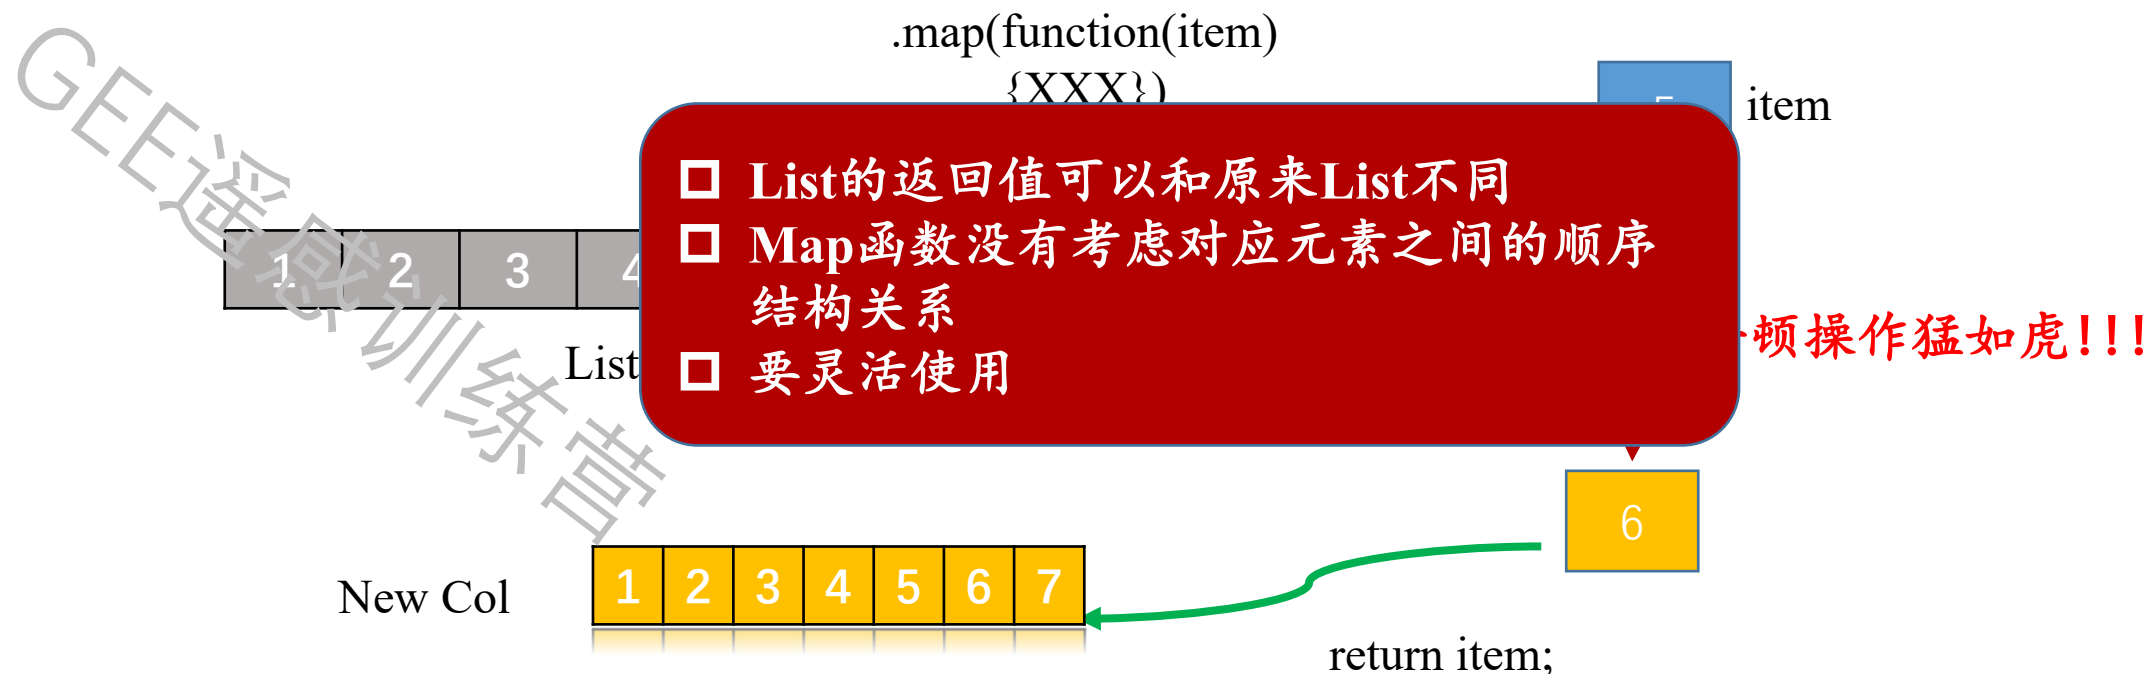 .map(function(item)
{XXX})
item
GEE遥感训练营
List的返回值可以和原来List不同
Map函数没有考虑对应元素之间的顺序
结构关系
要灵活使用
1 2 3 4
List
顿操作猛如虎!!!
6
New Col
1 2 3 4 5 6 7
return item;